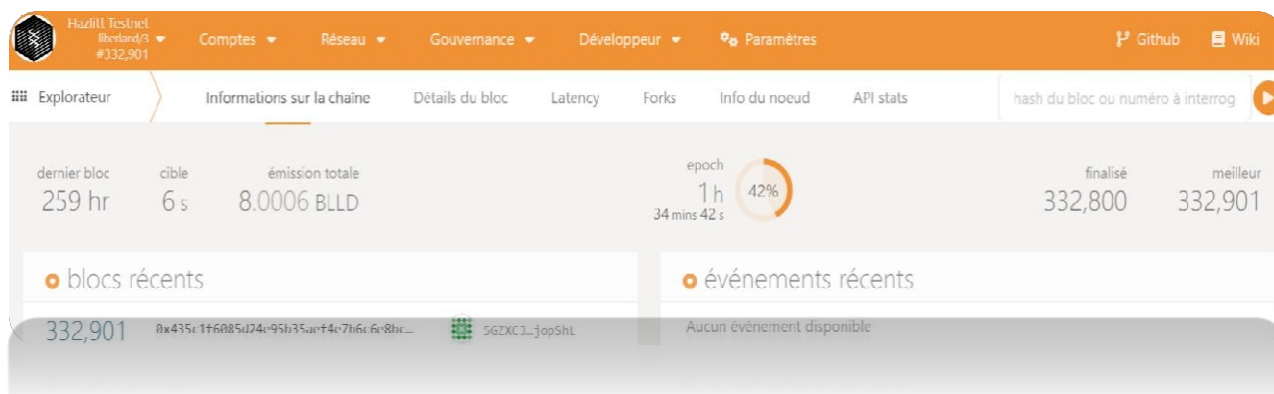 Hazlitt Testnet
liberland/3
#332,901
Comptes
Réseau
Gouvernance
Développeur
Paramètres
Github
Wiki
Explorateur
Informations sur la chaîne
Détails du bloc
Latency
Forks
Info du noeud
API stats
hash du bloc ou numéro à interrog
dernier bloc
259 hr
cible
6 s
émission totale
8.0006 BLLD
epoch
1 h
34 mins 42 s
42%
finalisé
332,800
meilleur
332,901
blocs récents
événements récents
332,901
5GZXCJ…jopShL
Aucun événement disponible